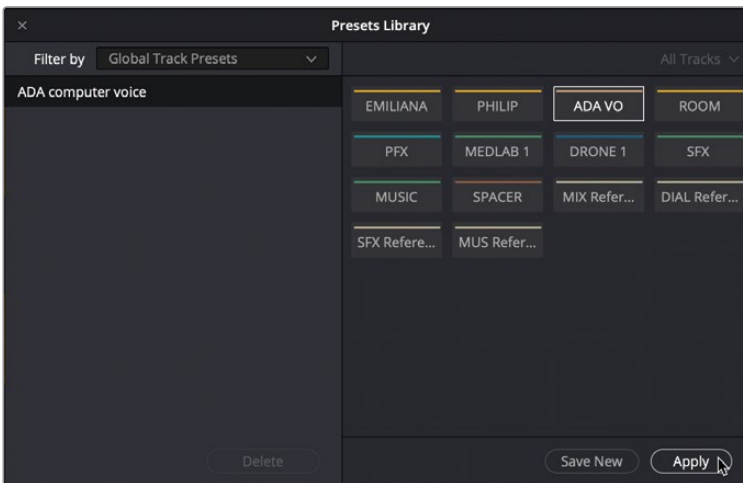 × Presets Library
Filter by Global Track Presets
All Tracks
ADA computer voice
EMILIANA PHILIP ADA VO ROOM
PFX MEDLAB 1 DRONE 1 SFX
MUSIC SPACER MIX Refer... DIAL Refer...
SFX Refere... MUS Refer...
Delete
Save New Apply